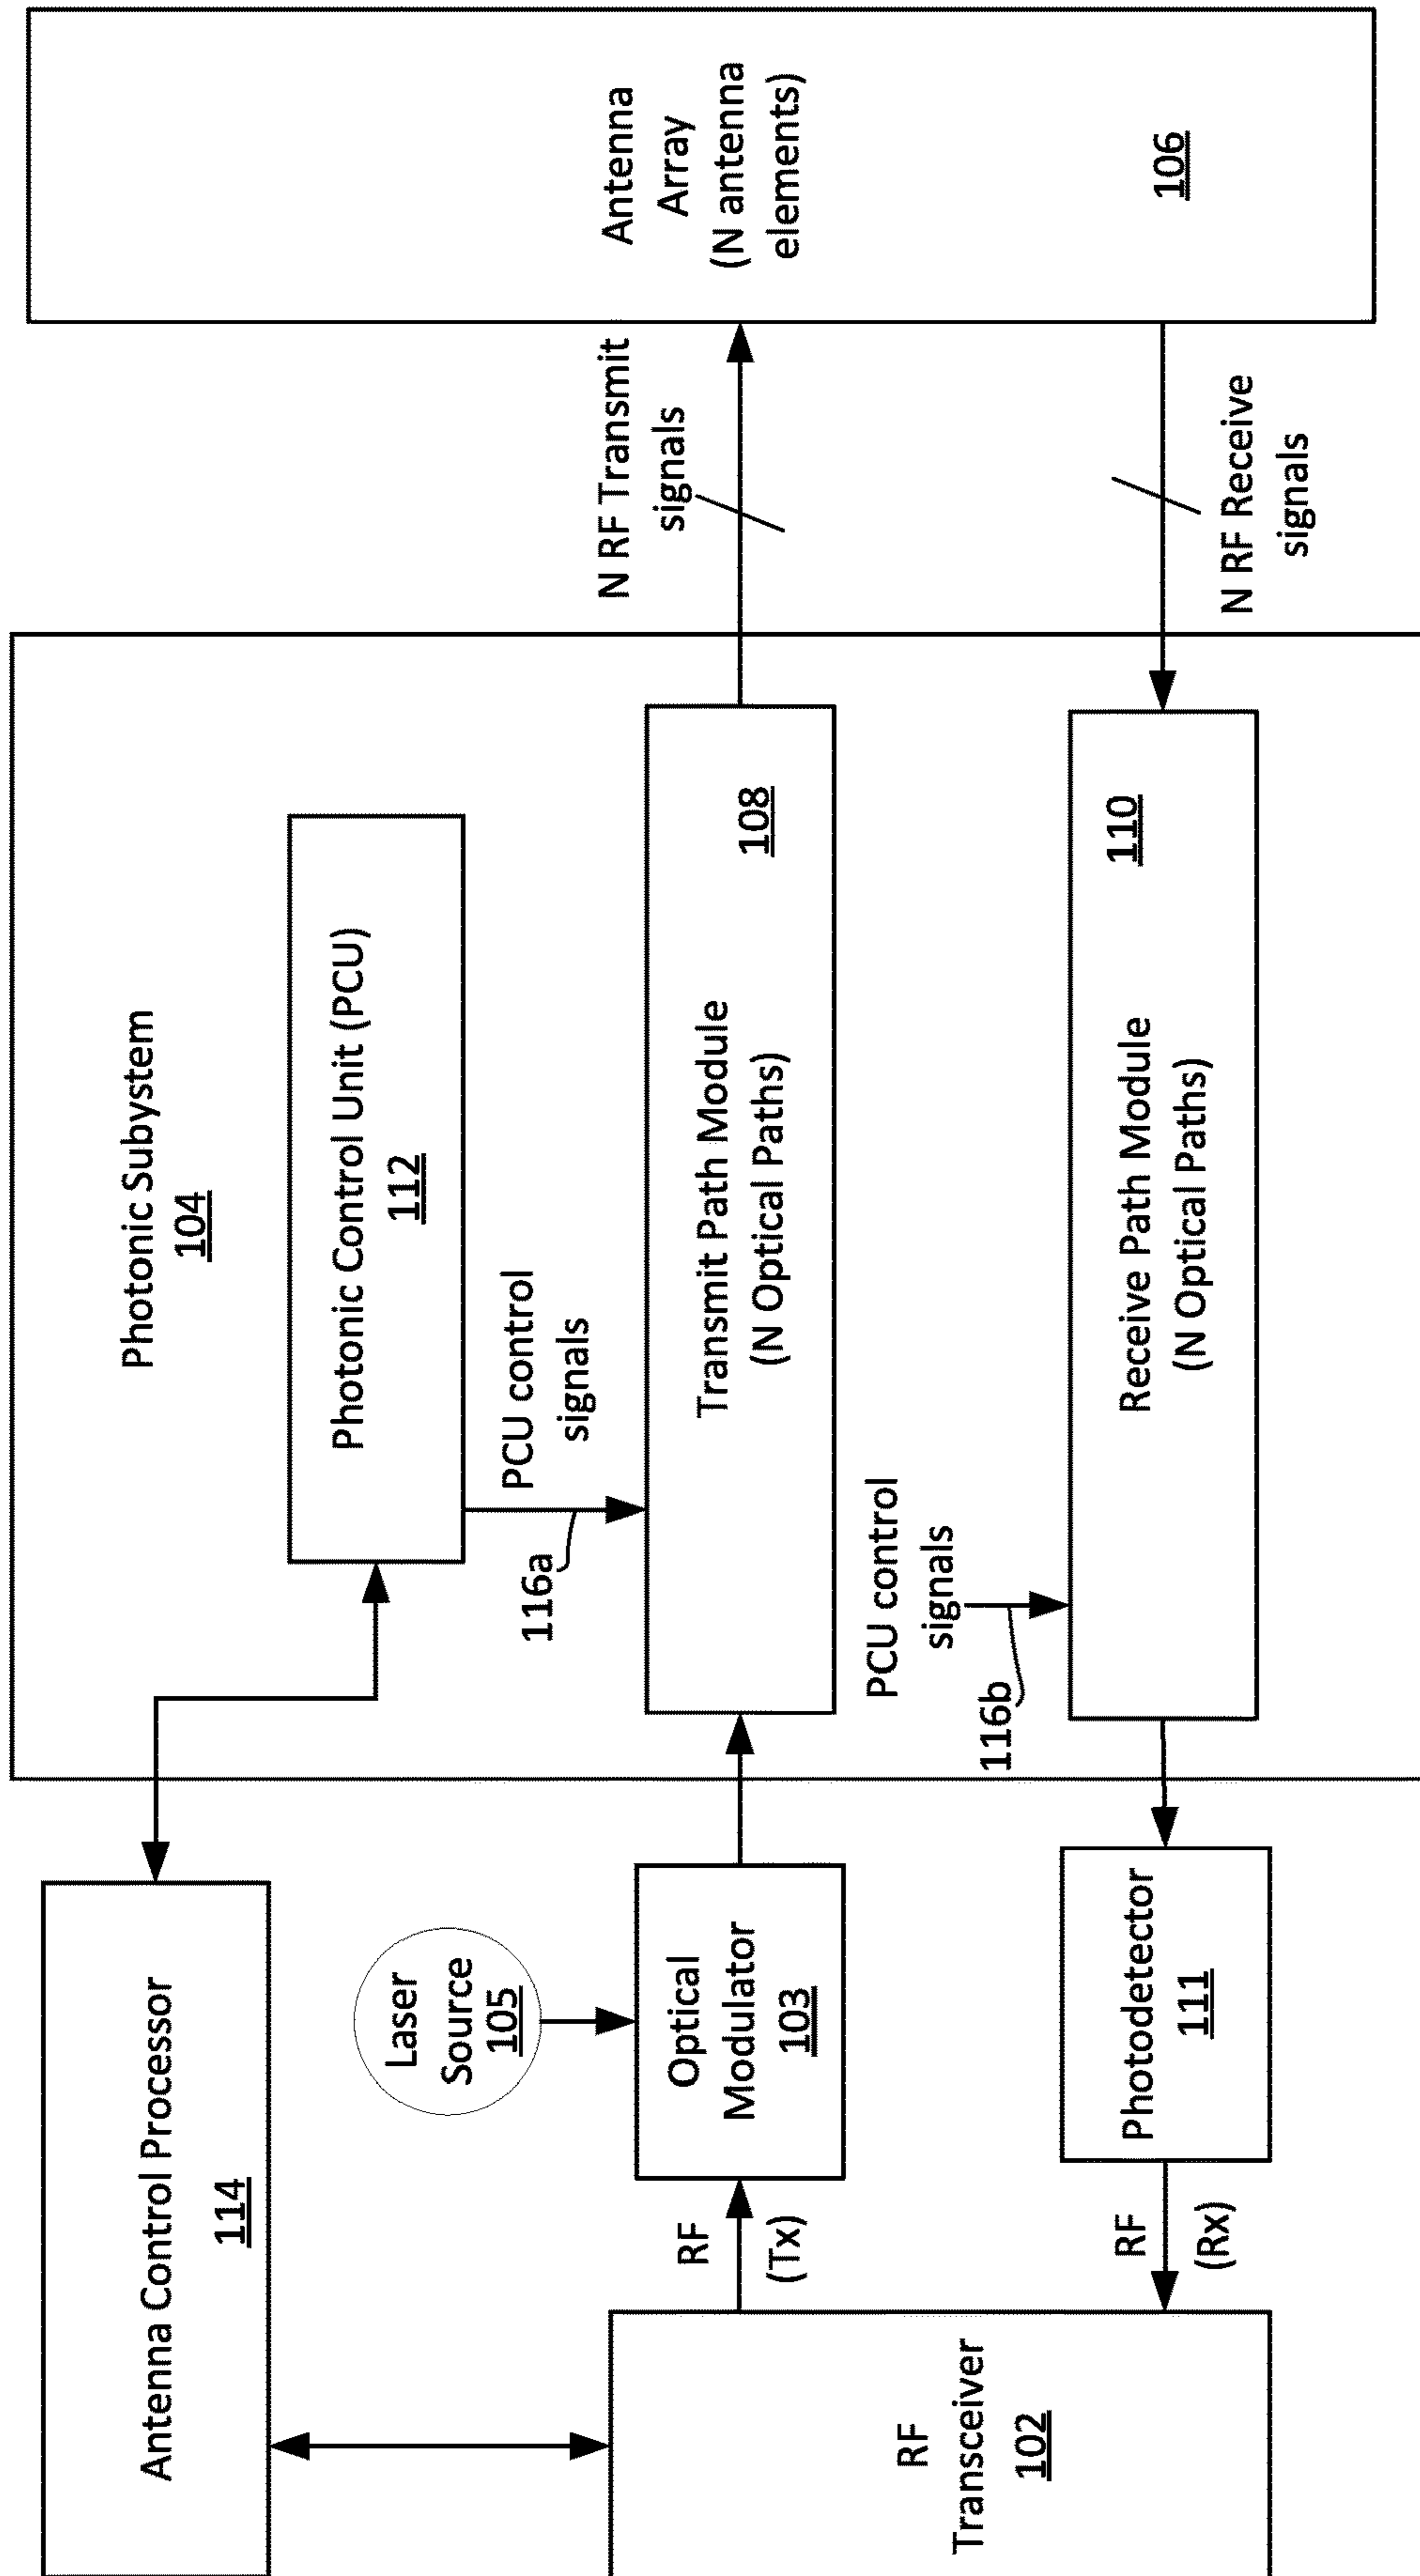 Antenna Control Processor
114
RF
Transceiver
102
RF
(Tx)
RF
(Rx)
Laser
Source
105
Optical
Modulator
103
Photodetector
111
Photonic Subystem
104
Photonic Control Unit (PCU)
112
PCU control
signals
116a
Transmit Path Module
(N Optical Paths)
108
PCU control
signals
116b
Receive Path Module
(N Optical Paths)
110
N RF Transmit
signals
N RF Receive
signals
Antenna
Array
(N antenna
elements)
106